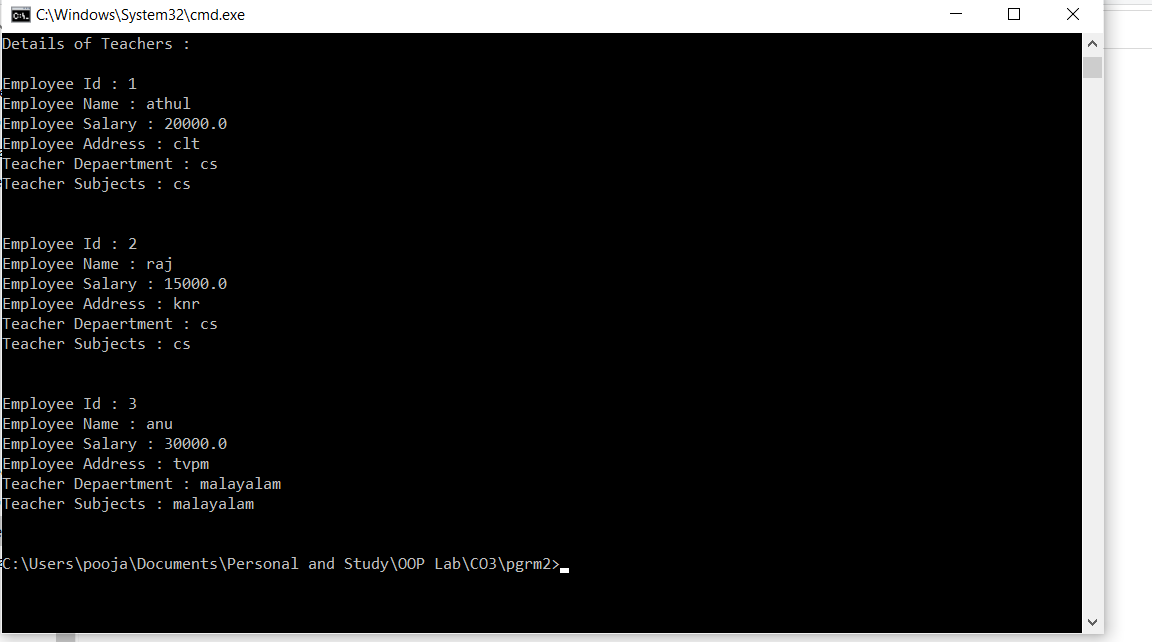 C:\Windows\System32\cmd.exe
Details of Teachers :
Employee Id : 1
Employee Name : athul
Employee Salary : 20000.0
Employee Address : clt
Teacher Depaertment : cs
Teacher Subjects : cs
Employee Id : 2
Employee Name : raj
Employee Salary : 15000.0
Employee Address : knr
Teacher Depaertment : cs
Teacher Subjects : cs
Employee Id : 3
Employee Name : anu
Employee Salary : 30000.0
Employee Address : tvpm
Teacher Depaertment : malayalam
Teacher Subjects : malayalam
C:\Users\pooja\Documents\Personal and Study\OOP Lab\CO3\pgrm2>